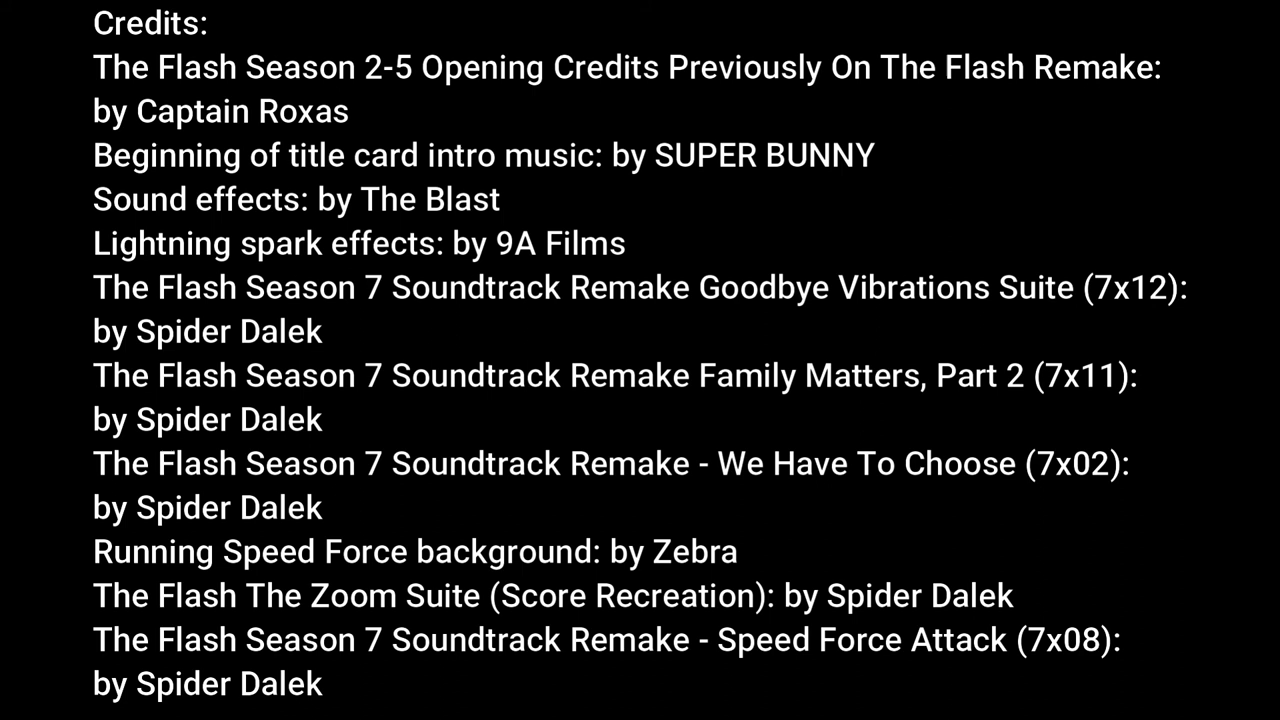 Credits:
The Flash Season 2-5 Opening Credits Previously On The Flash Remake:
by Captain Roxas
Beginning of title card intro music: by SUPER BUNNY
Sound effects: by The Blast
Lightning spark effects: by 9A Films
The Flash Season 7 Soundtrack Remake Goodbye Vibrations Suite (7x12):
by Spider Dalek
The Flash Season 7 Soundtrack Remake Family Matters, Part 2 (7x11):
by Spider Dalek
The Flash Season 7 Soundtrack Remake - We Have To Choose (7x02):
by Spider Dalek
Running Speed Force background: by Zebra
The Flash The Zoom Suite (Score Recreation): by Spider Dalek
The Flash Season 7 Soundtrack Remake - Speed Force Attack (7x08):
by Spider Dalek